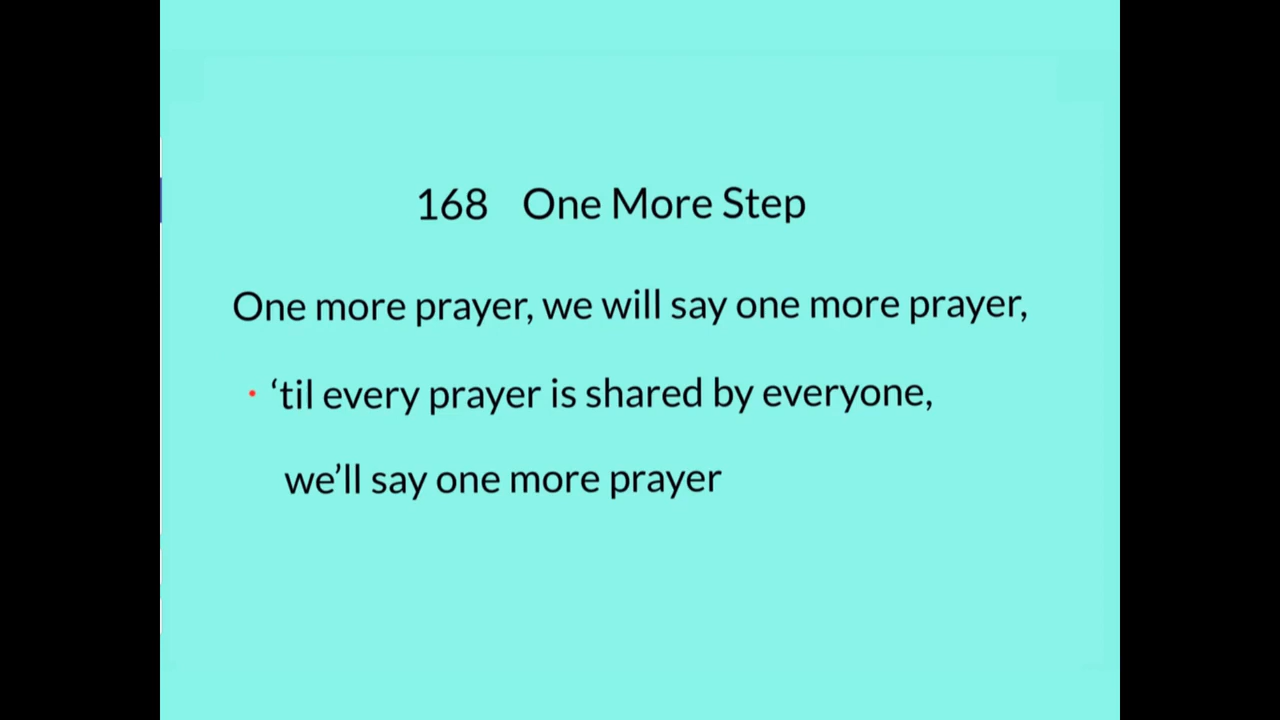 168 One More Step
One more prayer, we will say one more prayer,
‘til every prayer is shared by everyone,
we’ll say one more prayer